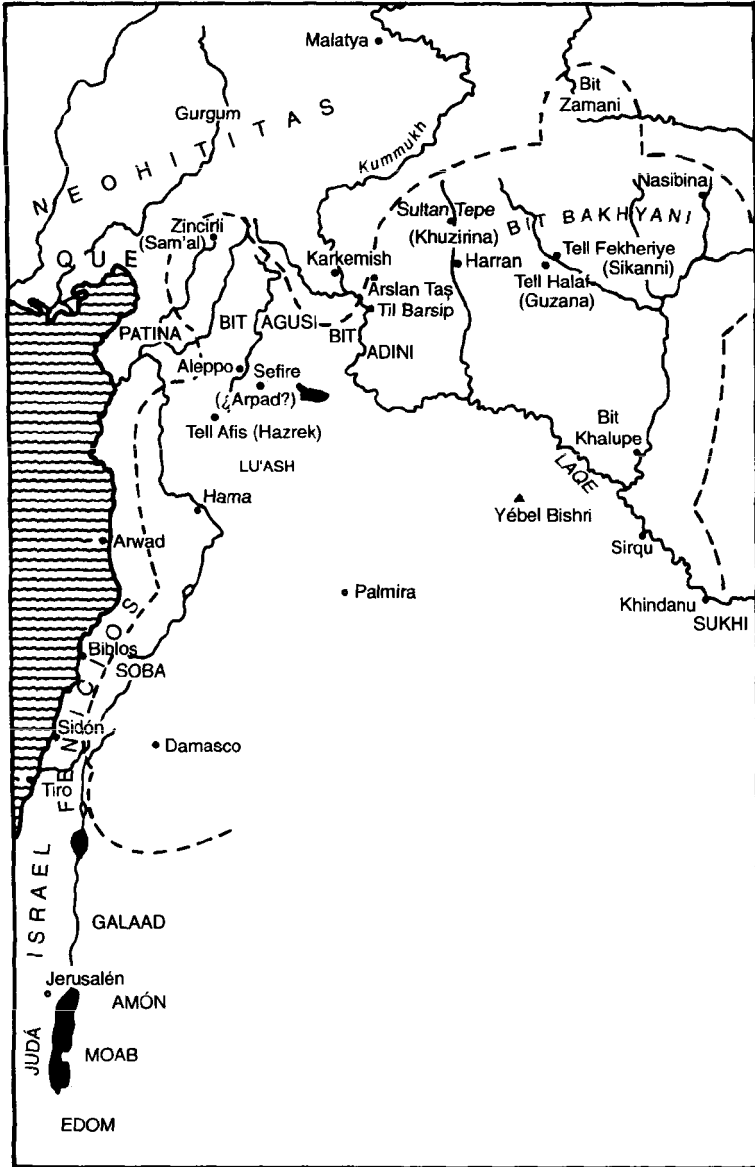 Malatya
Bit
Zamani
Gurgum
NEOHITITAS
Kummukh
Nasibina
Sultan Tepe
(Khuzirina)
BIT BAKHYANI
Zincirli
(Sam'al)
QUE
Karkemish
Harran
Tell Fekheriye
(Sikanni)
Arslan Taş
Tell Halaf
(Guzana)
Til Barsip
PATINA
BIT AGUSI
BIT
ADINI
Aleppo
Sefire
(¿Arpad?)
Tell Afis (Hazrek)
Bit
Khalupe
LU'ASH
LAQE
Hama
Yébel Bishri
Arwad
Sirqu
Palmira
Khindanu
SUKHI
FENICIOS
Biblos
SOBA
Sidón
Damasco
Tiro
ISRAEL
GALAAD
Jerusalén
AMÓN
JUDÁ
MOAB
EDOM